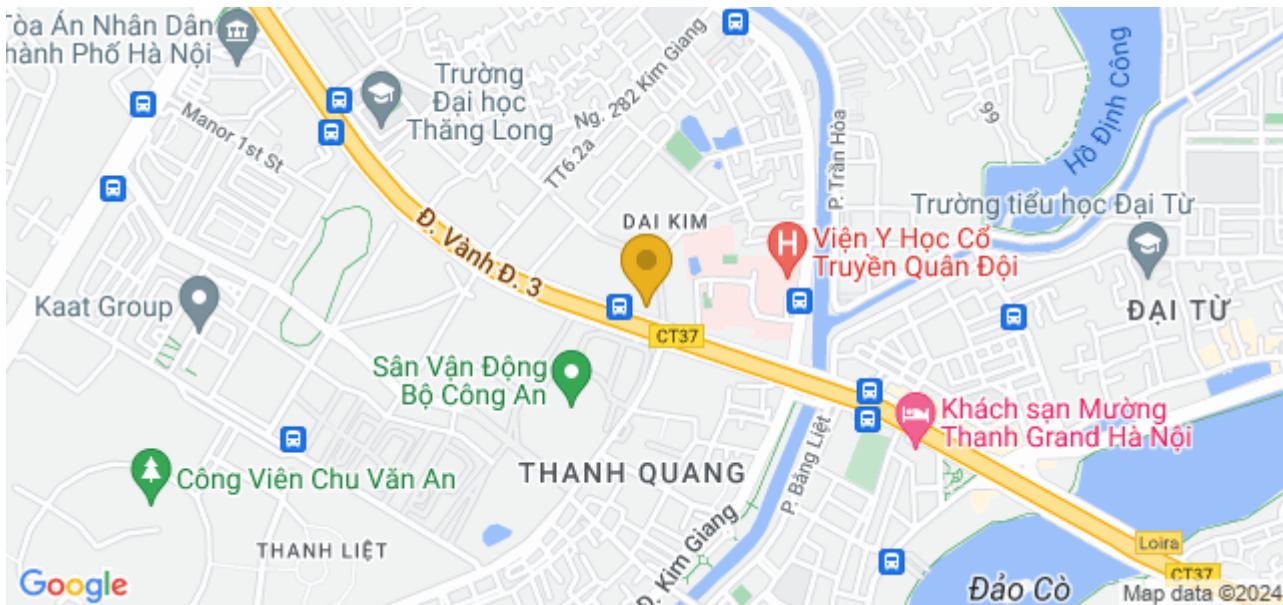 Tòa Án Nhân Dân
Thành Phố Hà Nội
Trường
Đại học
Thăng Long
Ng. 282 Kim Giang
TT6.2a
Manor 1st St
P. Trần Hòa
99
Hồ Định Công
Trường tiểu học Đại Từ
DAI KIM
Viện Y Học Cổ
Truyền Quân Đội
Đ. Vành Đ. 3
Kaat Group
CT37
ĐẠI TỪ
Sân Vận Động
Bộ Công An
Khách sạn Mường
Thanh Grand Hà Nội
Công Viên Chu Văn An
THANH QUANG
P. Bằng Liệt
THANH LIỆT
Đ. Kim Giang
Loira
CT37
Google
Đảo Cò
Map data ©2024